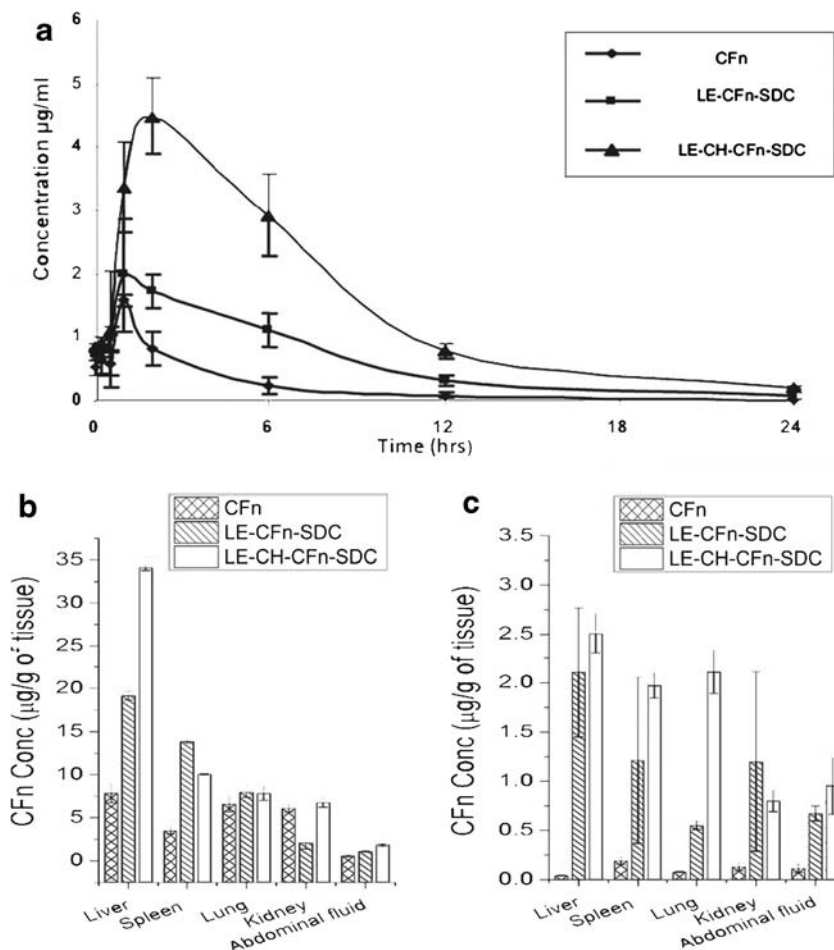 a
6
5
4
3
2
1
0
Concentration µg/ml
0
6
12
18
24
Time (hrs)
CFn
LE-CFn-SDC
LE-CH-CFn-SDC
b
CFn
LE-CFn-SDC
LE-CH-CFn-SDC
35
30
25
20
15
10
5
0
CFn Conc (µg/g of tissue)
Liver
Spleen
Lung
Kidney
Abdominal fluid
c
CFn
LE-CFn-SDC
LE-CH-CFn-SDC
3.5
3.0
2.5
2.0
1.5
1.0
0.5
0.0
CFn Conc (µg/g of tissue)
Liver
Spleen
Lung
Kidney
Abdominal fluid